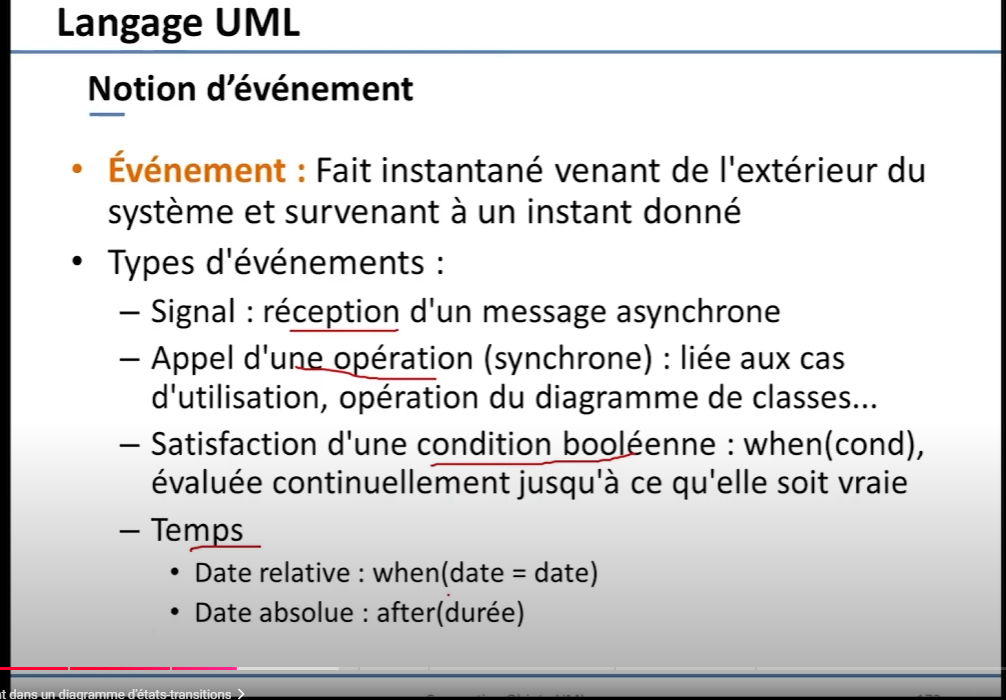 Langage UML
Notion d'événement
• Événement : Fait instantané venant de l'extérieur du
système et survenant à un instant donné
• Types d'événements :
– Signal : réception d'un message asynchrone
– Appel d'une opération (synchrone) : liée aux cas
d'utilisation, opération du diagramme de classes...
– Satisfaction d'une condition booléenne : when(cond),
évaluée continuellement jusqu'à ce qu'elle soit vraie
– Temps
• Date relative : when(date = date)
• Date absolue : after(durée)
dans un diagramme d'états-transitions